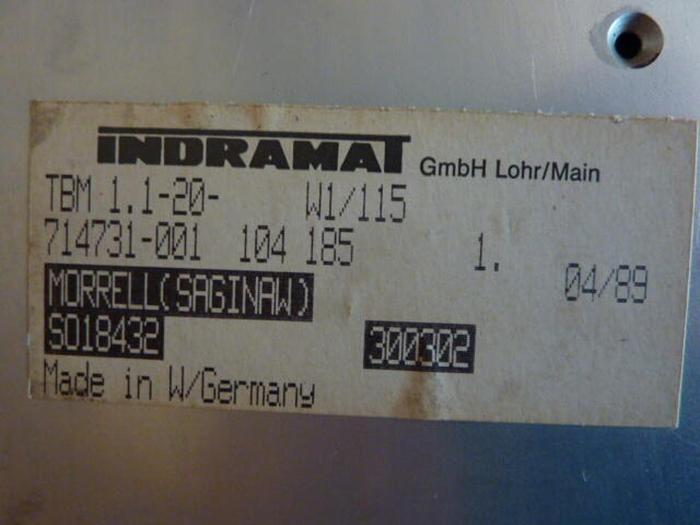 INDRAMAT GmbH Lohr/Main
TBM 1.1-20- W1/115
714731-001 104 185 1. 04/89
MORRELL(SAGINAW)
SO18432 300302
Made in W/Germany